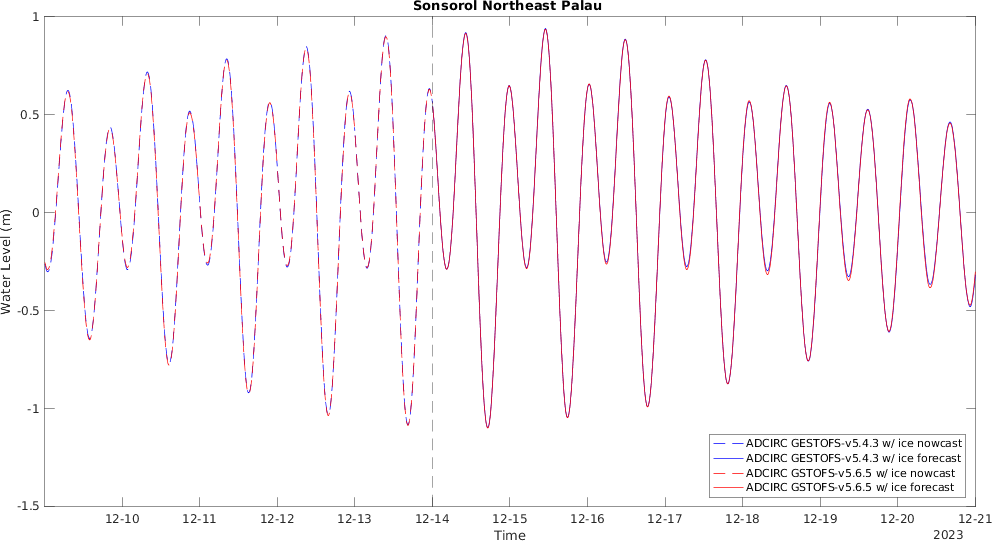 Sonsorol Northeast Palau
Water Level (m)
1
0.5
0
-0.5
-1
-1.5
12-10 12-11 12-12 12-13 12-14 12-15 12-16 12-17 12-18 12-19 12-20 12-21
Time
2023
ADCIRC GESTOFS-v5.4.3 w/ ice nowcast
ADCIRC GESTOFS-v5.4.3 w/ ice forecast
ADCIRC GSTOFS-v5.6.5 w/ ice nowcast
ADCIRC GSTOFS-v5.6.5 w/ ice forecast